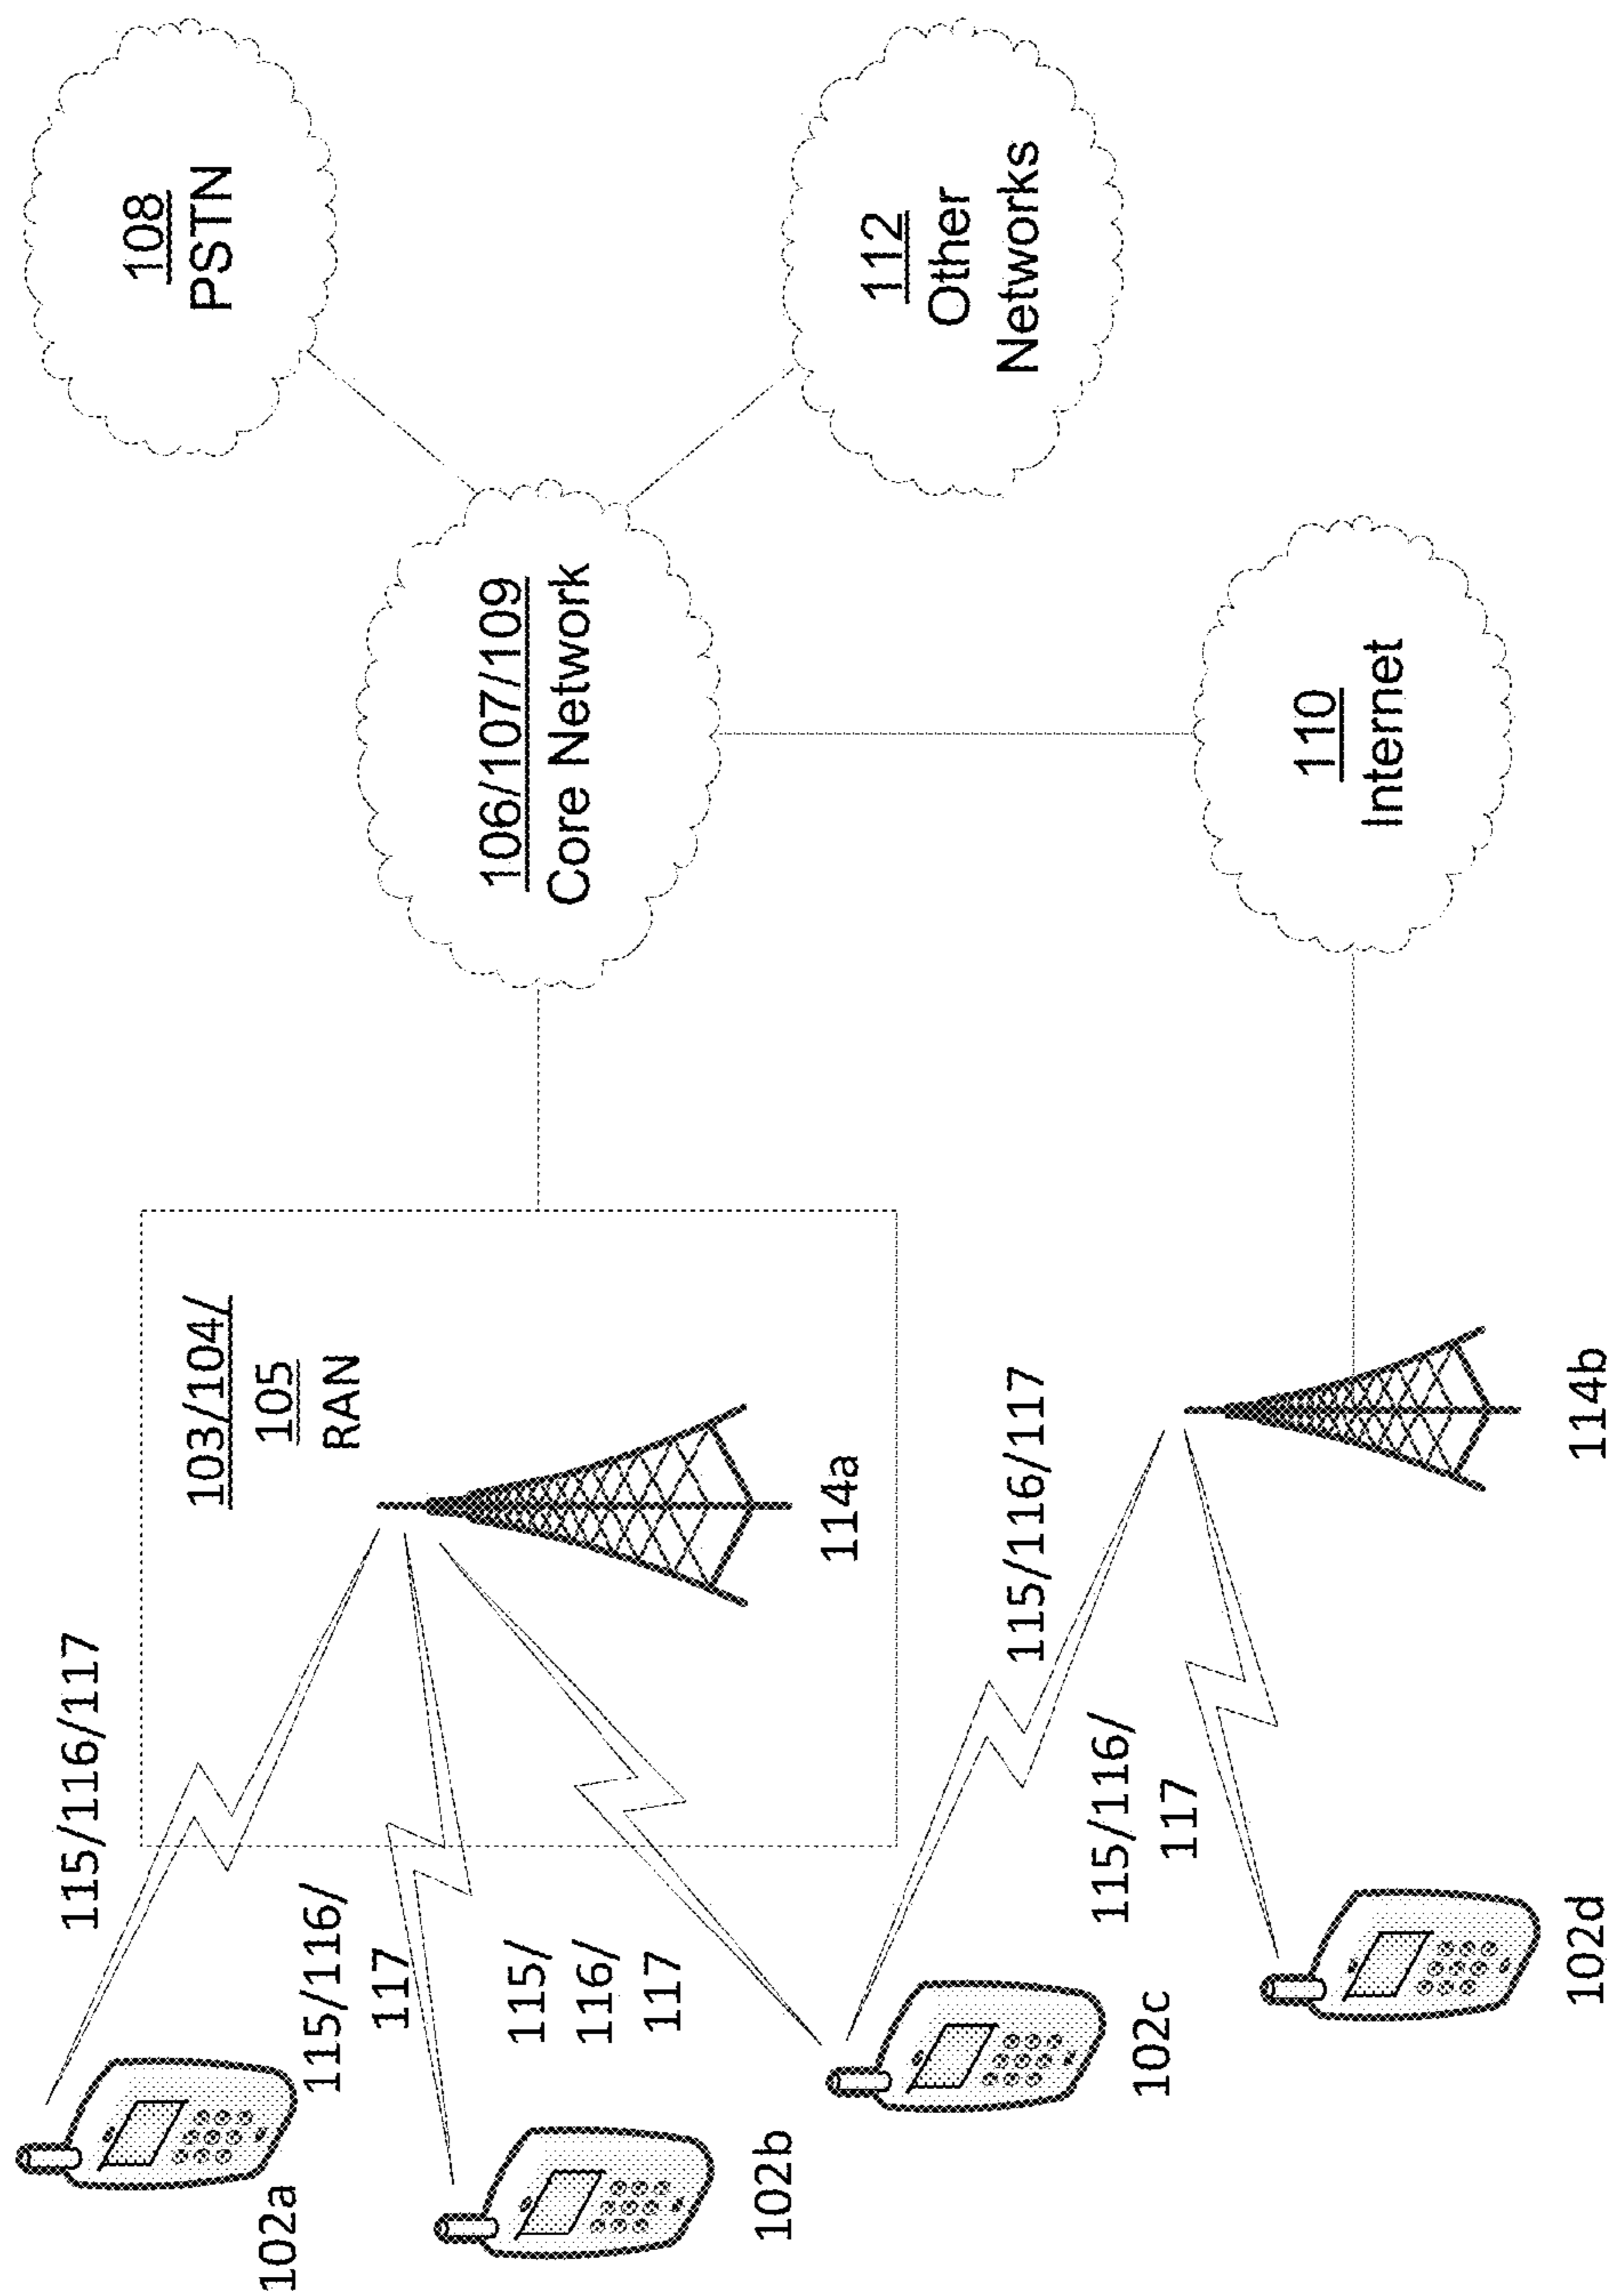 115/116/117
102a
103/104/
105
RAN
108
PSTN
115/116/
117
102b
115/
116/
117
114a
106/107/109
Core Network
112
Other
Networks
115/116/117
102c
115/116/
117
102d
114b
110
Internet